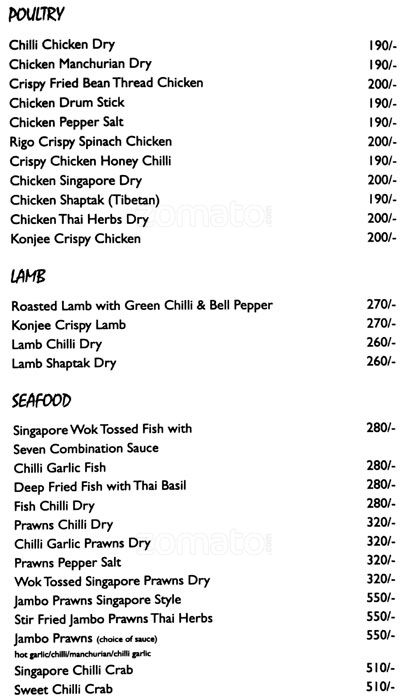 POULTRY
Chilli Chicken Dry 190/-
Chicken Manchurian Dry 190/-
Crispy Fried Bean Thread Chicken 200/-
Chicken Drum Stick 190/-
Chicken Pepper Salt 190/-
Rigo Crispy Spinach Chicken 200/-
Crispy Chicken Honey Chilli 190/-
Chicken Singapore Dry 200/-
Chicken Shaptak (Tibetan) 190/-
Chicken Thai Herbs Dry 200/-
zomato.com
Konjee Crispy Chicken 200/-
LAMB
Roasted Lamb with Green Chilli & Bell Pepper 270/-
Konjee Crispy Lamb 270/-
Lamb Chilli Dry 260/-
Lamb Shaptak Dry 260/-
SEAFOOD
Singapore Wok Tossed Fish with 280/-
Seven Combination Sauce
Chilli Garlic Fish 280/-
Deep Fried Fish with Thai Basil 280/-
Fish Chilli Dry 280/-
Prawns Chilli Dry 320/-
Chilli Garlic Prawns Dry 320/-
zomato.com
Prawns Pepper Salt 320/-
Wok Tossed Singapore Prawns Dry 320/-
Jambo Prawns Singapore Style 550/-
Stir Fried Jambo Prawns Thai Herbs 550/-
Jambo Prawns (choice of sauce) 550/-
hot garlic/chilli/manchurian/chilli garlic
Singapore Chilli Crab 510/-
Sweet Chilli Crab 510/-